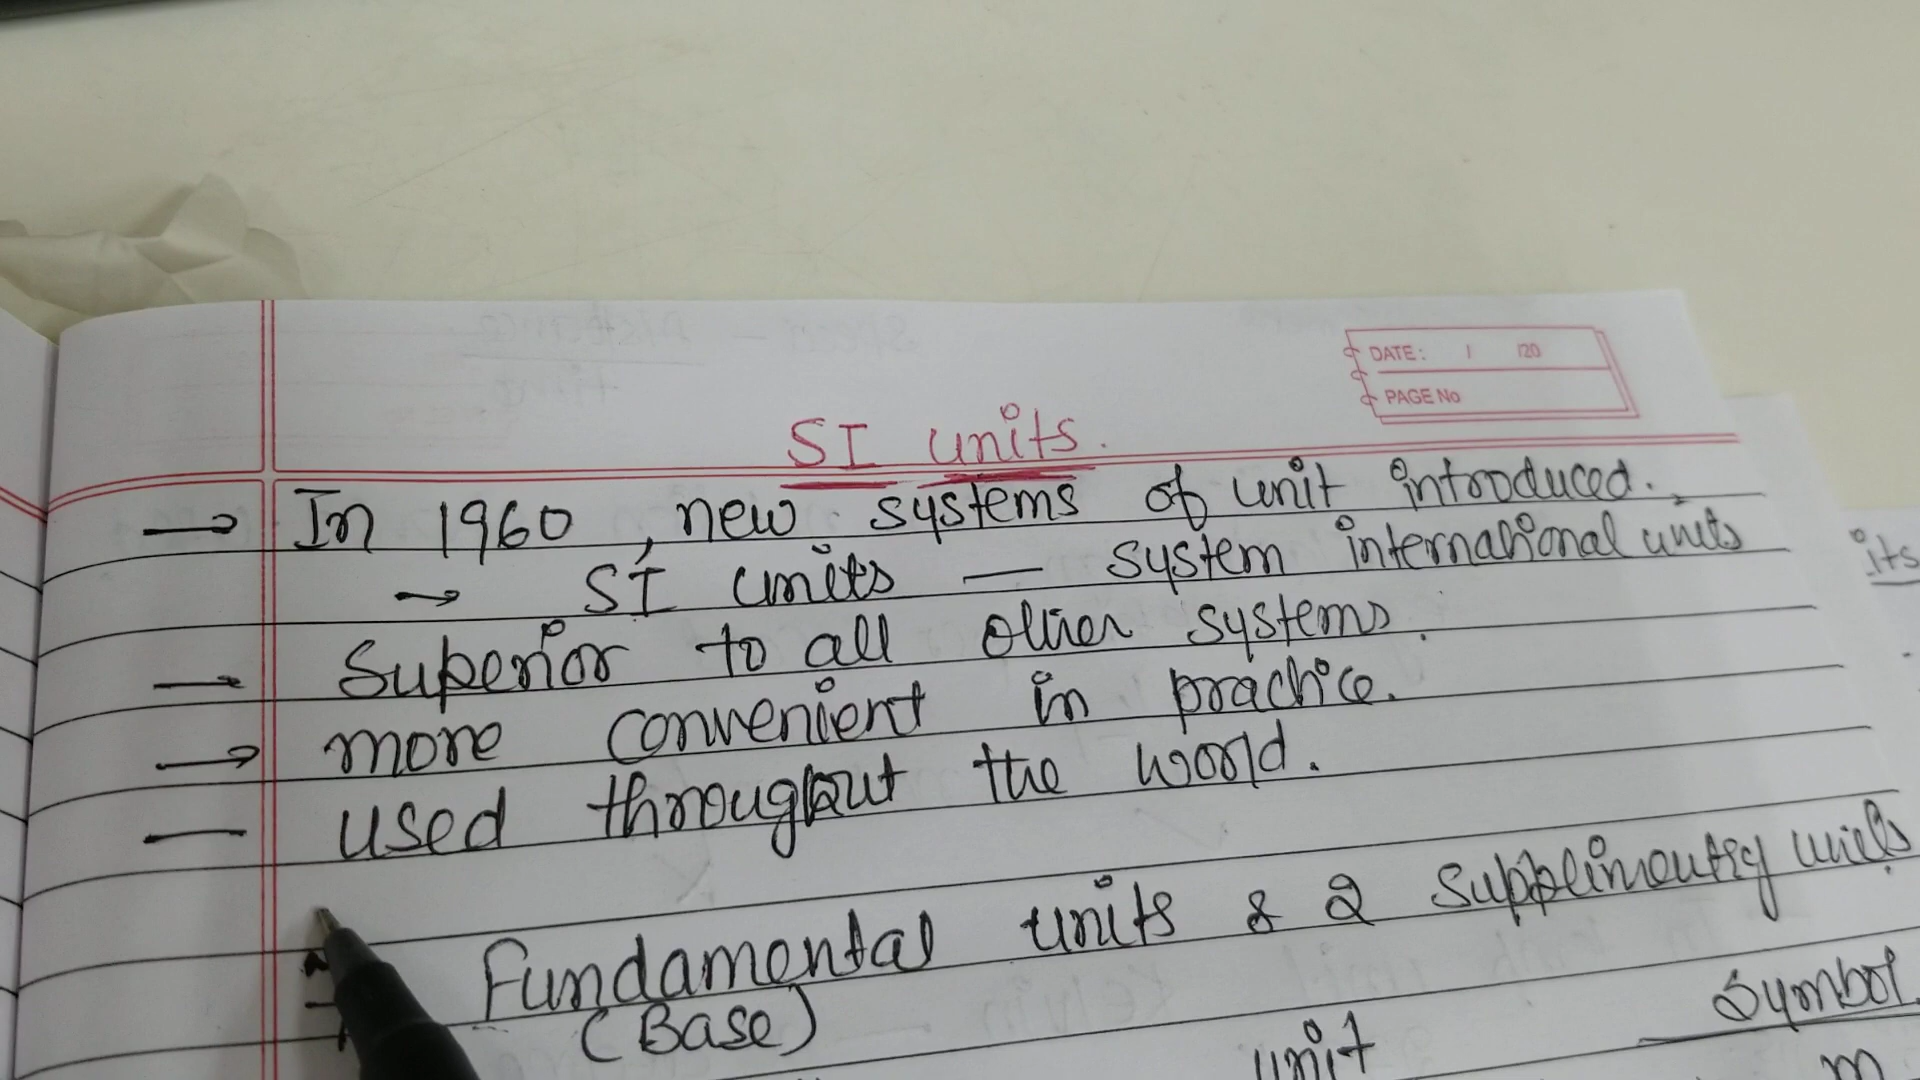 DATE: / /20
PAGE No
SI units.
→ In 1960, new systems of unit introduced.
→ SI units — system international units
→ Superior to all other systems.
→ more convenient in practice.
— used throughout the world.
Fundamental units & 2 supplimentry units
(Base)
unit Symbol
m
its